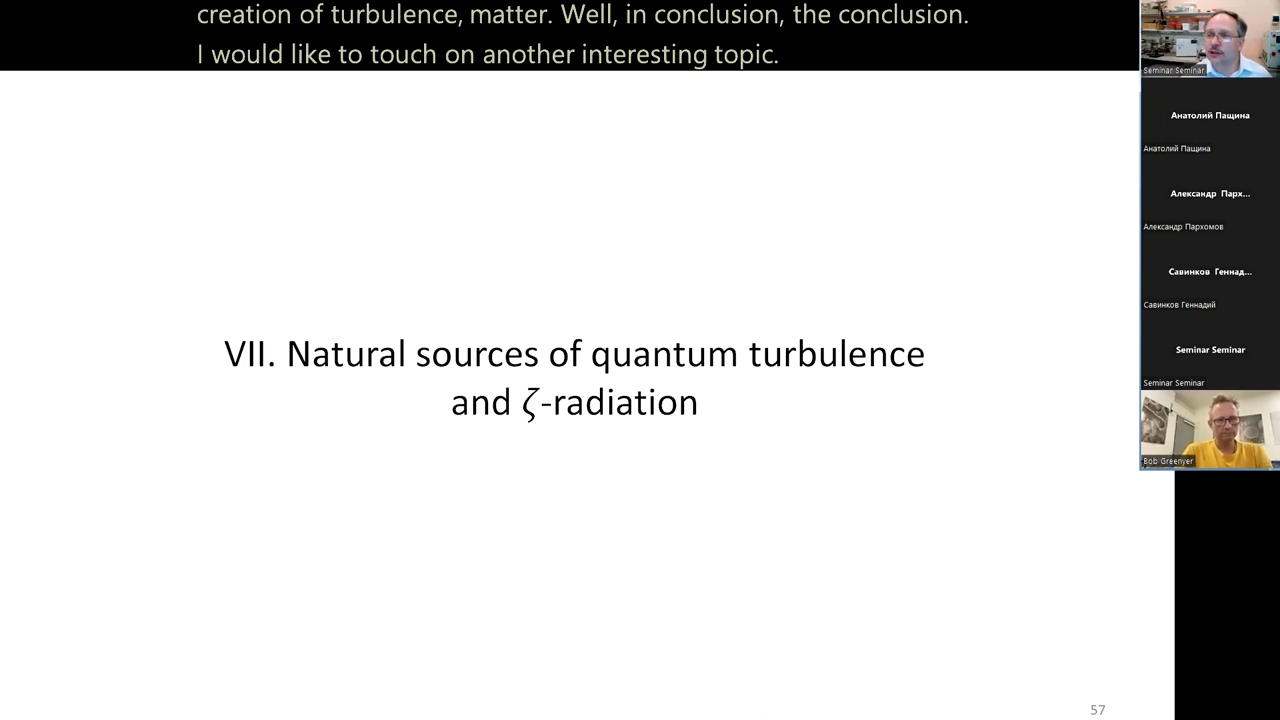 creation of turbulence, matter. Well, in conclusion, the conclusion.
I would like to touch on another interesting topic.
VII. Natural sources of quantum turbulence
and ζ-radiation
57
Seminar Seminar
Анатолий Пащина
Анатолий Пащина
Александр Парх...
Александр Пархомов
Савинков Геннад...
Савинков Геннадий
Seminar Seminar
Seminar Seminar
Bob Greenyer